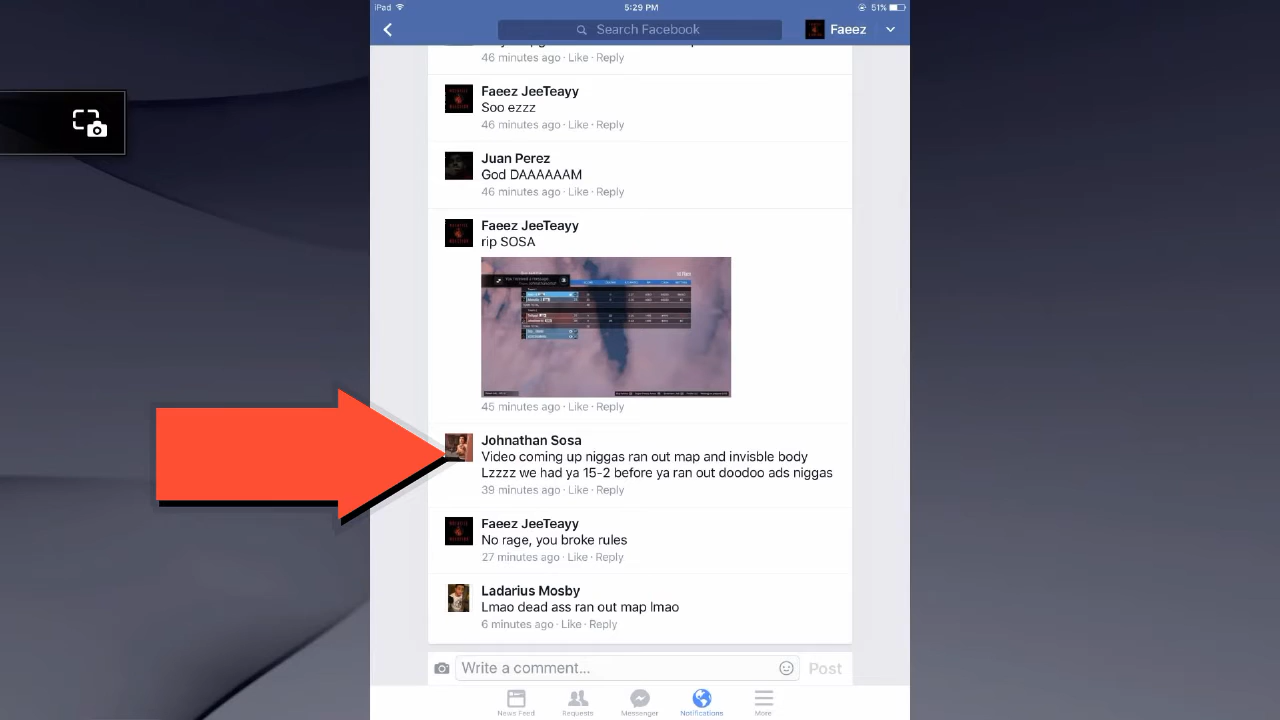 iPad 5:29 PM 51%
Search Facebook Faeez
46 minutes ago · Like · Reply
Faeez JeeTeayy
Soo ezzz
46 minutes ago · Like · Reply
Juan Perez
God DAAAAAAM
46 minutes ago · Like · Reply
Faeez JeeTeayy
rip SOSA
45 minutes ago · Like · Reply
Johnathan Sosa
Video coming up niggas ran out map and invisble body
Lzzzz we had ya 15-2 before ya ran out doodoo ads niggas
39 minutes ago · Like · Reply
Faeez JeeTeayy
No rage, you broke rules
27 minutes ago · Like · Reply
Ladarius Mosby
Lmao dead ass ran out map lmao
6 minutes ago · Like · Reply
Write a comment... Post
News Feed Requests Messenger Notifications More